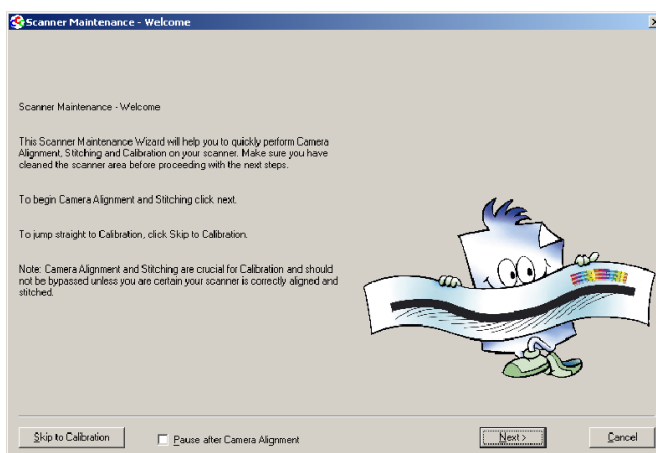 Scanner Maintenance - Welcome
Scanner Maintenance - Welcome
This Scanner Maintenance Wizard will help you to quickly perform Camera
Alignment, Stitching and Calibration on your scanner. Make sure you have
cleaned the scanner area before proceeding with the next steps.
To begin Camera Alignment and Stitching click next.
To jump straight to Calibration, click Skip to Calibration.
Note: Camera Alignment and Stitching are crucial for Calibration and should
not be bypassed unless you are certain your scanner is correctly aligned and
stitched.
Skip to Calibration
Pause after Camera Alignment
Next >
Cancel